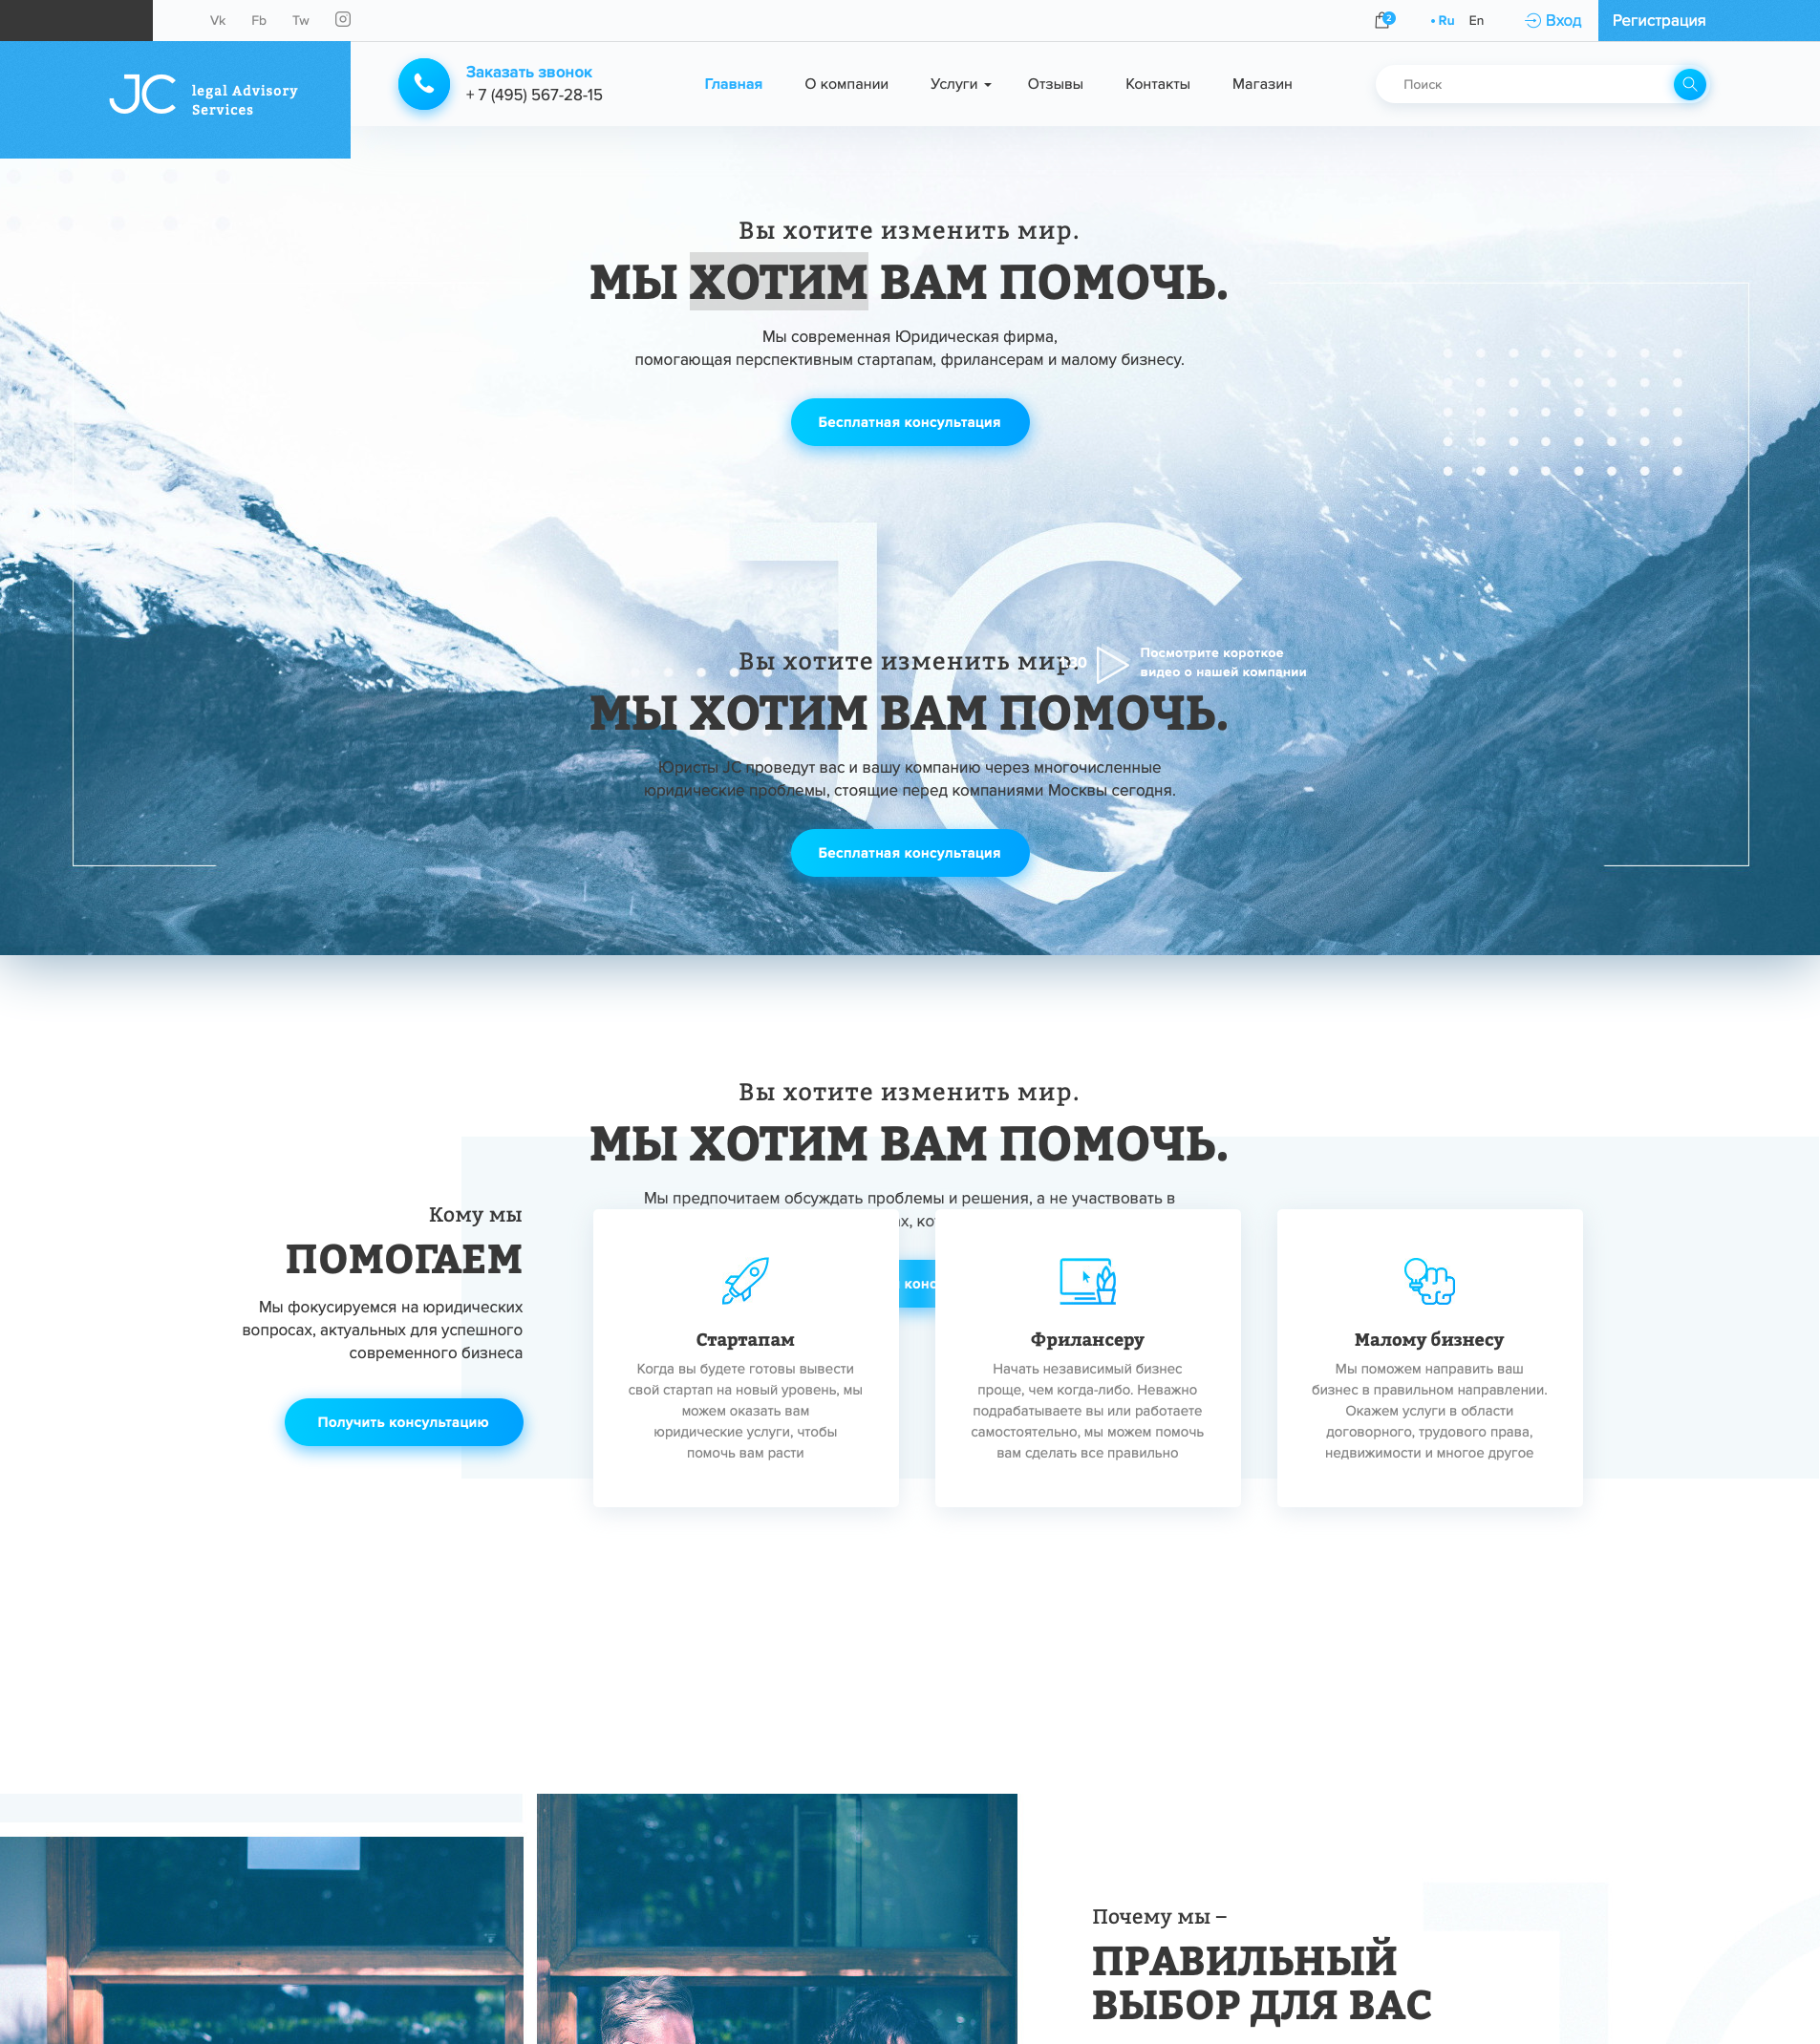 Vk Fb Tw
2
• Ru En
Вход
Регистрация
JC
legal Advisory
Services
Заказать звонок
+ 7 (495) 567-28-15
Главная О компании Услуги Отзывы Контакты Магазин
Поиск
Вы хотите изменить мир.
МЫ ХОТИМ ВАМ ПОМОЧЬ.
Мы современная Юридическая фирма,
помогающая перспективным стартапам, фрилансерам и малому бизнесу.
Бесплатная консультация
JC
Вы хотите изменить мир.
Посмотрите короткое
видео о нашей компании
МЫ ХОТИМ ВАМ ПОМОЧЬ.
Юристы JC проведут вас и вашу компанию через многочисленные
юридические проблемы, стоящие перед компаниями Москвы сегодня.
Бесплатная консультация
Вы хотите изменить мир.
МЫ ХОТИМ ВАМ ПОМОЧЬ.
Мы предпочитаем обсуждать проблемы и решения, а не участвовать в
Кому мы
ПОМОГАЕМ
Мы фокусируемся на юридических
вопросах, актуальных для успешного
современного бизнеса
Получить консультацию
Стартапам
Когда вы будете готовы вывести
свой стартап на новый уровень, мы
можем оказать вам
юридические услуги, чтобы
помочь вам расти
Фрилансеру
Начать независимый бизнес
проще, чем когда-либо. Неважно
подрабатываете вы или работаете
самостоятельно, мы можем помочь
вам сделать все правильно
Малому бизнесу
Мы поможем направить ваш
бизнес в правильном направлении.
Окажем услуги в области
договорного, трудового права,
недвижимости и многое другое
Почему мы –
ПРАВИЛЬНЫЙ
ВЫБОР ДЛЯ ВАС